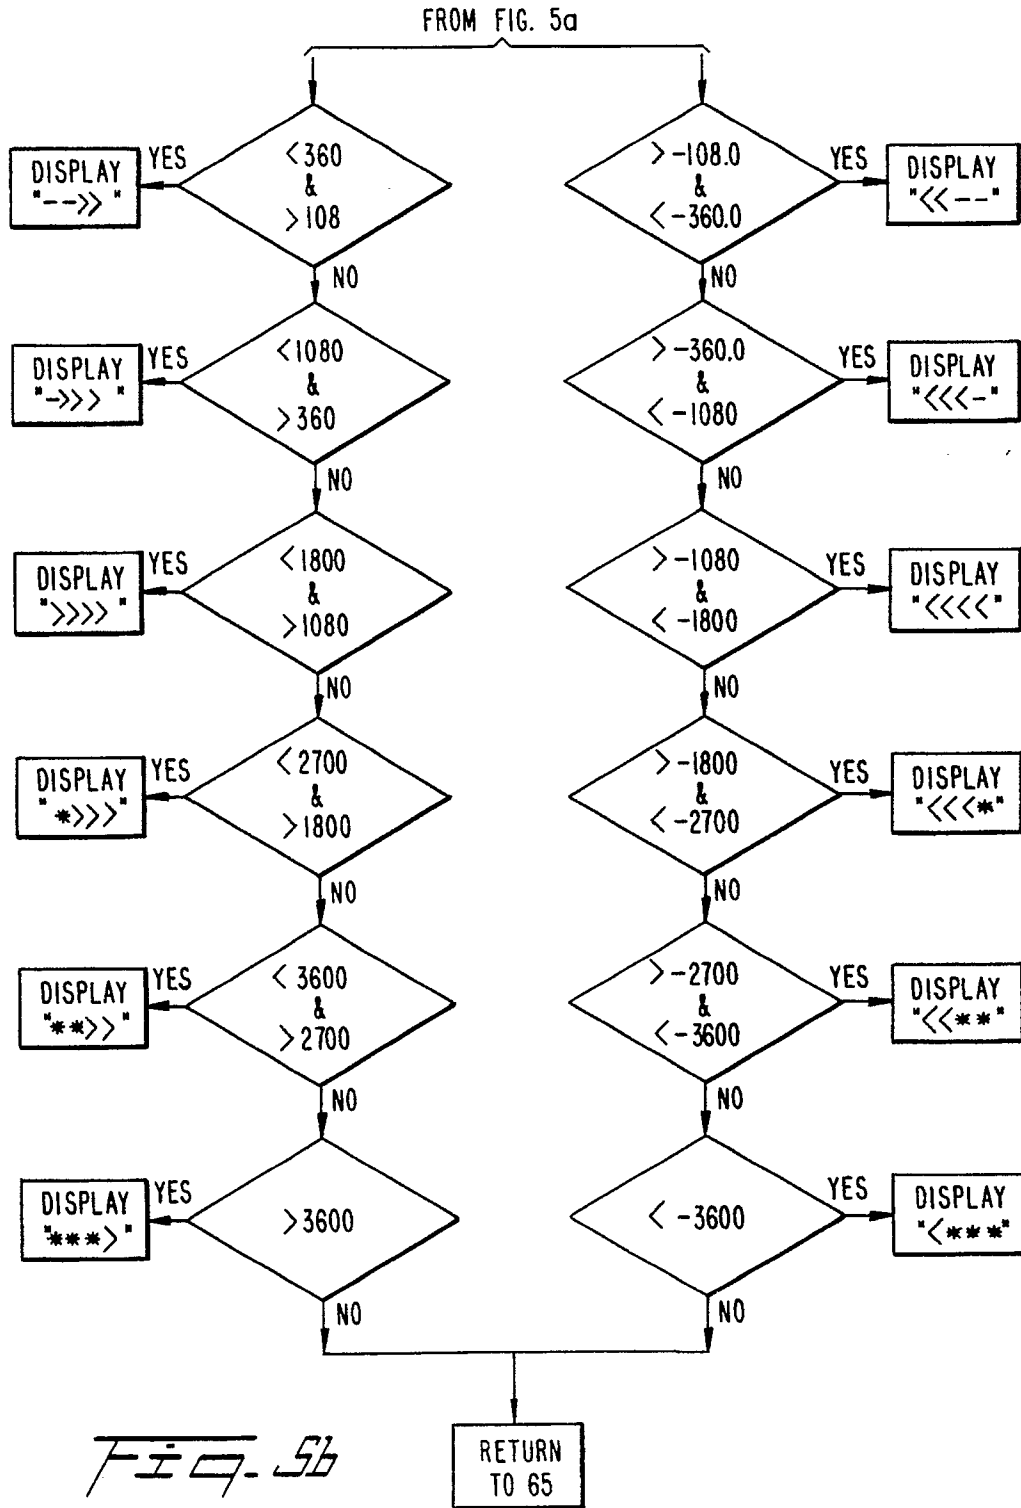 FROM FIG. 5a
<360
&
>108
YES
DISPLAY
"-->>"
NO
<1080
&
>360
YES
DISPLAY
"->>>"
NO
<1800
&
>1080
YES
DISPLAY
">>>>"
NO
<2700
&
>1800
YES
DISPLAY
"*>>>"
NO
<3600
&
>2700
YES
DISPLAY
"**>>"
NO
>3600
YES
DISPLAY
"***>"
NO
>-108.0
&
<-360.0
YES
DISPLAY
"<<--"
NO
>-360.0
&
<-1080
YES
DISPLAY
"<<<-"
NO
>-1080
&
<-1800
YES
DISPLAY
"<<<<"
NO
>-1800
&
<-2700
YES
DISPLAY
"<<<*"
NO
>-2700
&
<-3600
YES
DISPLAY
"<<**"
NO
<-3600
YES
DISPLAY
"<***"
NO
RETURN
TO 65
Fig. 5b